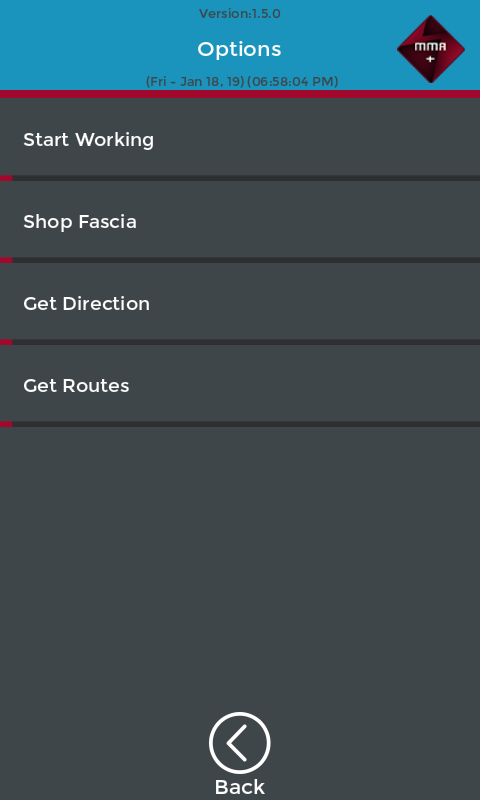 Version:1.5.0
Options
MMA
+
(Fri - Jan 18, 19) (06:58:04 PM)
Start Working
Shop Fascia
Get Direction
Get Routes
Back